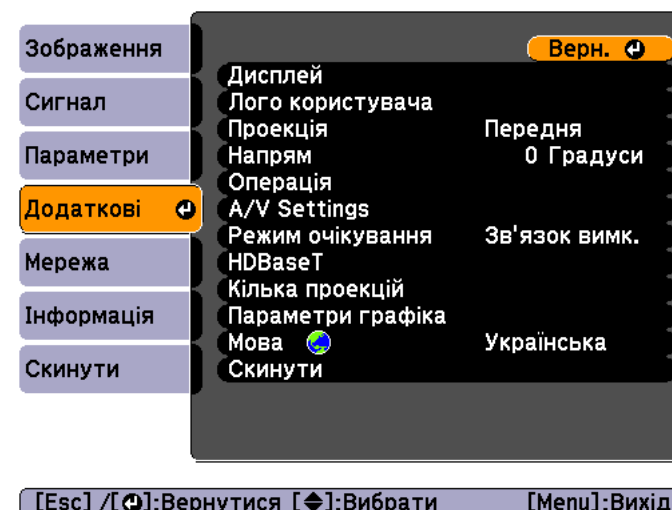 Зображення
Сигнал
Параметри
Додаткові
Мережа
Інформація
Скинути
Верн.
Дисплей
Лого користувача
Проекція Передня
Напрям 0 Градуси
Операція
A/V Settings
Режим очікування Зв'язок вимк.
HDBaseT
Кілька проекцій
Параметри графіка
Мова Українська
Скинути
[Esc] /[]:Вернутися []:Вибрати [Menu]:Вихід